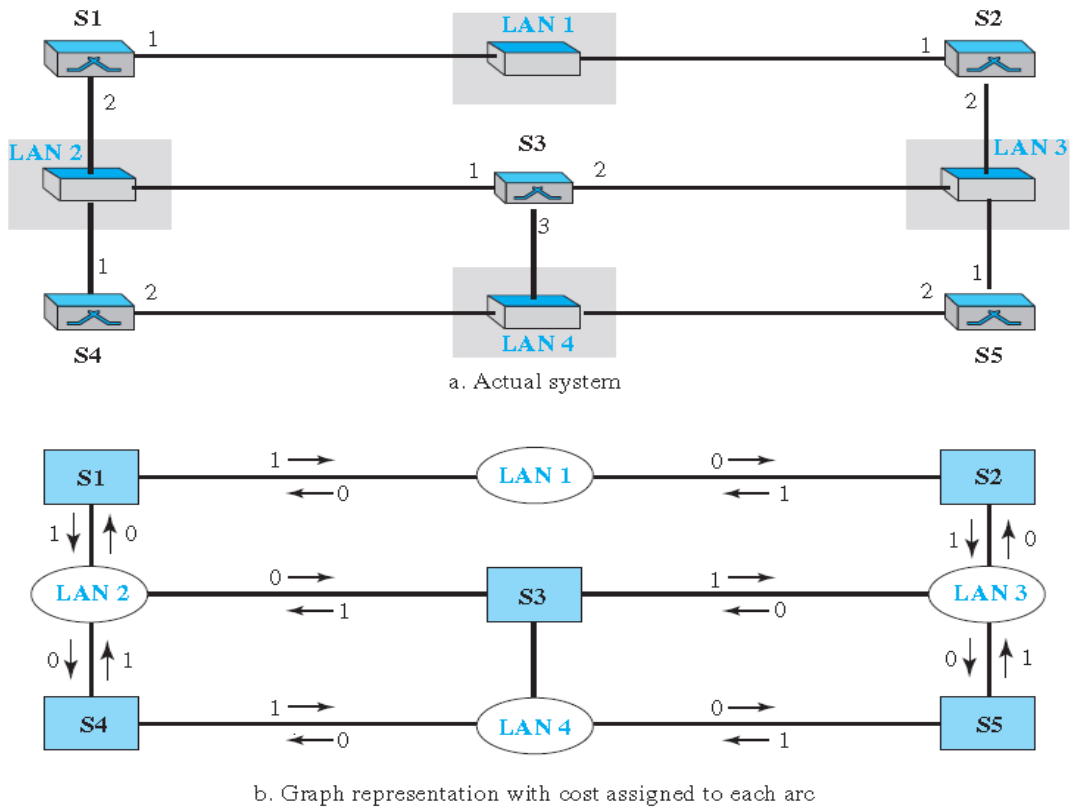 S1
LAN 1
S2
1
1
2
2
LAN 2
S3
LAN 3
1
2
3
1
1
2
2
S4
LAN 4
S5
a. Actual system
S1
1
0
LAN 1
0
1
S2
1
0
1
0
LAN 2
0
1
S3
1
0
LAN 3
0
1
0
1
S4
1
0
LAN 4
0
1
S5
b. Graph representation with cost assigned to each arc